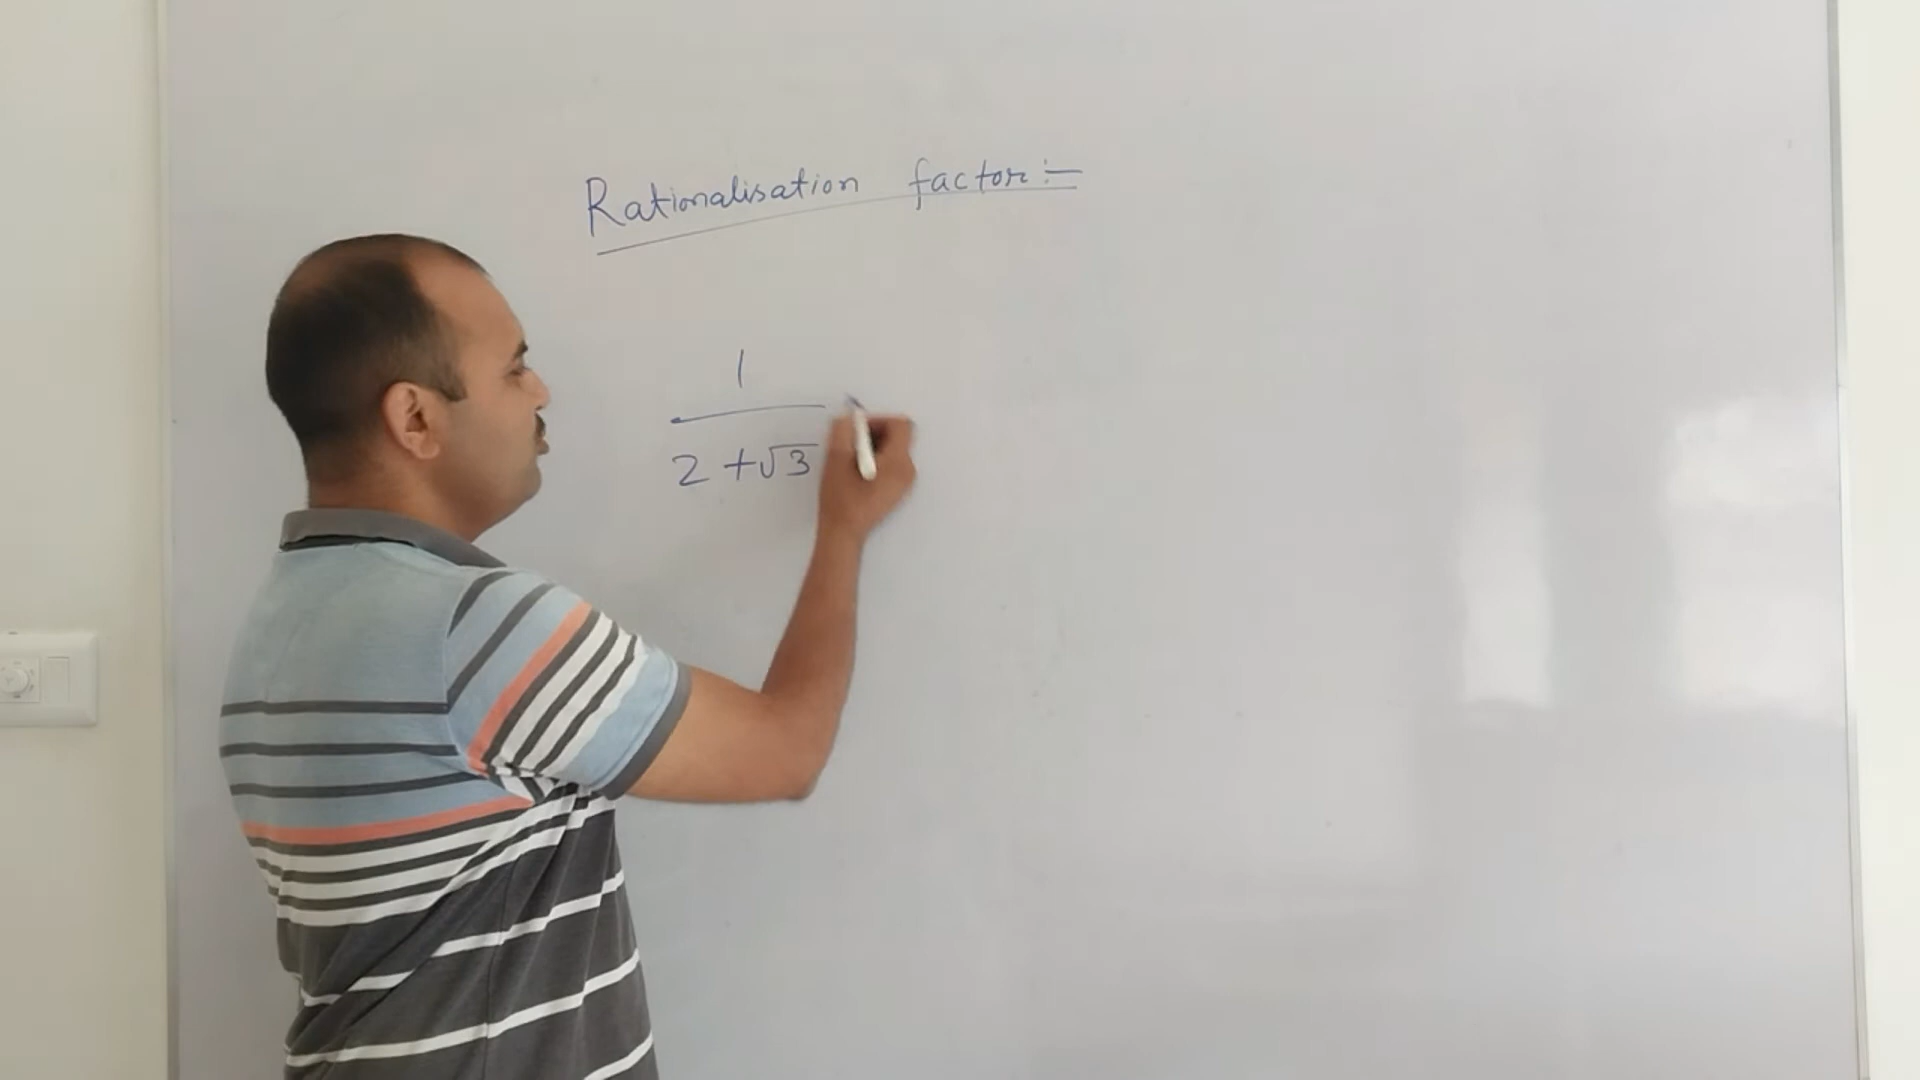 Rationalisation factor:-
1
2 + √3